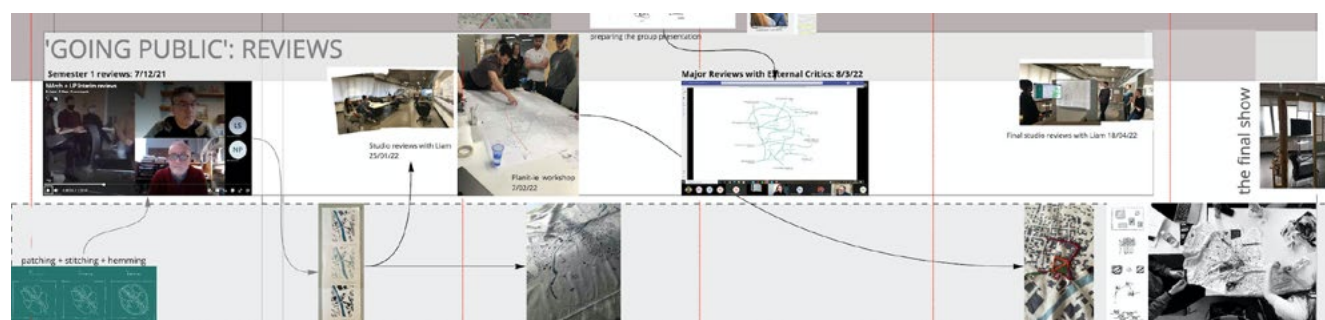 preparing the group presentation
'GOING PUBLIC': REVIEWS
Semester 1 reviews: 7/12/21
Major Reviews with External Critics: 8/3/22
LS
NP
Studio reviews with Liam
25/01/22
Planit-ie workshop
7/02/22
Final studio reviews with Liam 18/04/22
the final show
patching + stitching + hemming